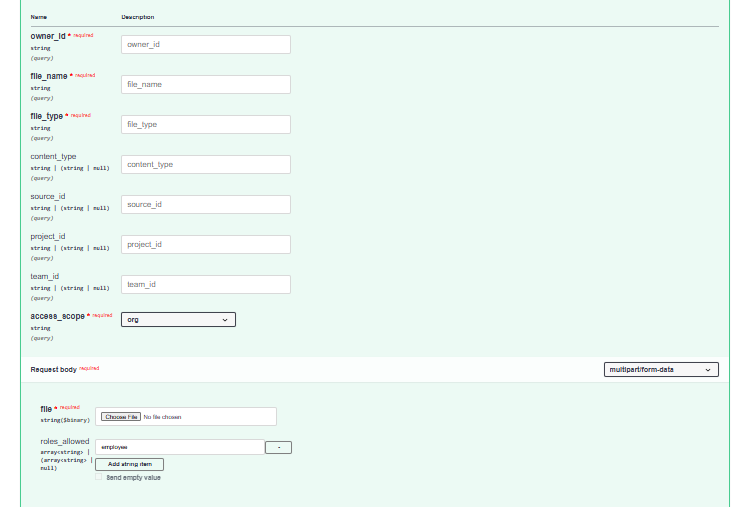 Name Description
owner_id * required
string
(query)
owner_id
file_name * required
string
(query)
file_name
file_type * required
string
(query)
file_type
content_type
string | (string | null)
(query)
content_type
source_id
string | (string | null)
(query)
source_id
project_id
string | (string | null)
(query)
project_id
team_id
string | (string | null)
(query)
team_id
access_scope * required
string
(query)
org
Request body required
multipart/form-data
file * required
string($binary)
Choose File No file chosen
roles_allowed
array<string> |
(array<string> |
null)
employee
-
Add string item
Send empty value